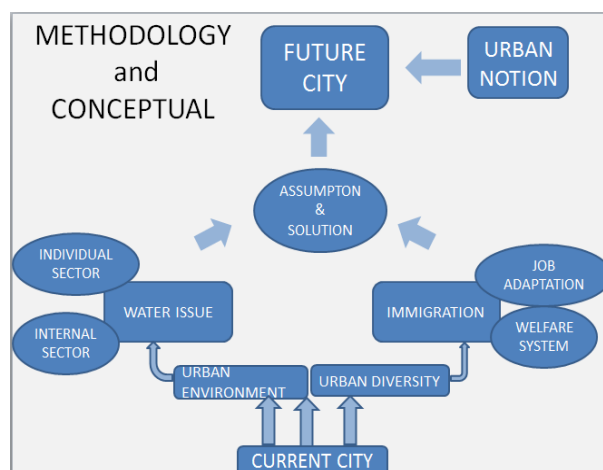 METHODOLOGY
and
CONCEPTUAL
FUTURE
CITY
URBAN
NOTION
ASSUMPTON
&
SOLUTION
INDIVIDUAL
SECTOR
WATER ISSUE
INTERNAL
SECTOR
JOB
ADAPTATION
IMMIGRATION
WELFARE
SYSTEM
URBAN
ENVIRONMENT
URBAN DIVERSITY
CURRENT CITY